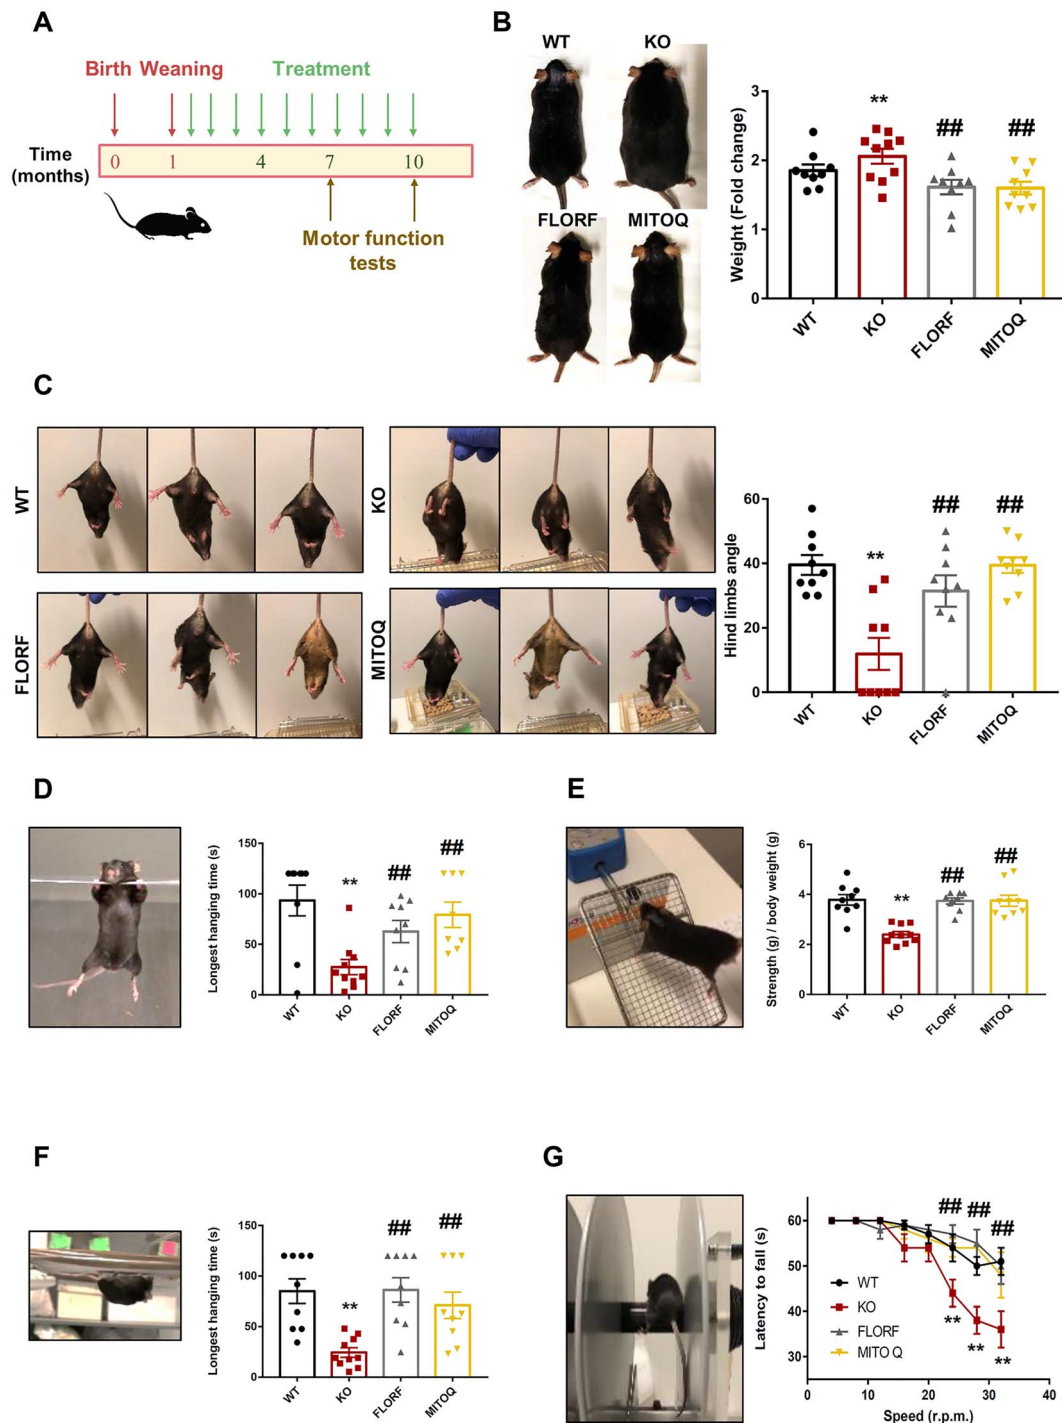 A
Birth Weaning Treatment
Time
(months)
0 1 4 7 10
Motor function
tests
B
WT KO
FLORF MITOQ
Weight (Fold change)
3
2
1
0
**
##
##
WT
KO
FLORF
MITOQ
C
WT
KO
FLORF
MITOQ
Hind limbs angle
60
40
20
0
**
##
##
WT
KO
FLORF
MITOQ
D
Longest hanging time (s)
150
100
50
0
**
##
##
WT
KO
FLORF
MITOQ
E
Strength (g) / body weight (g)
6
4
2
0
**
##
##
WT
KO
FLORF
MITOQ
F
Longest hanging time (s)
150
100
50
0
**
##
##
WT
KO
FLORF
MITOQ
G
Latency to fall (s)
60
50
40
30
##
##
##
WT
KO
FLORF
MITO Q
**
**
**
0 10 20 30 40
Speed (r.p.m.)